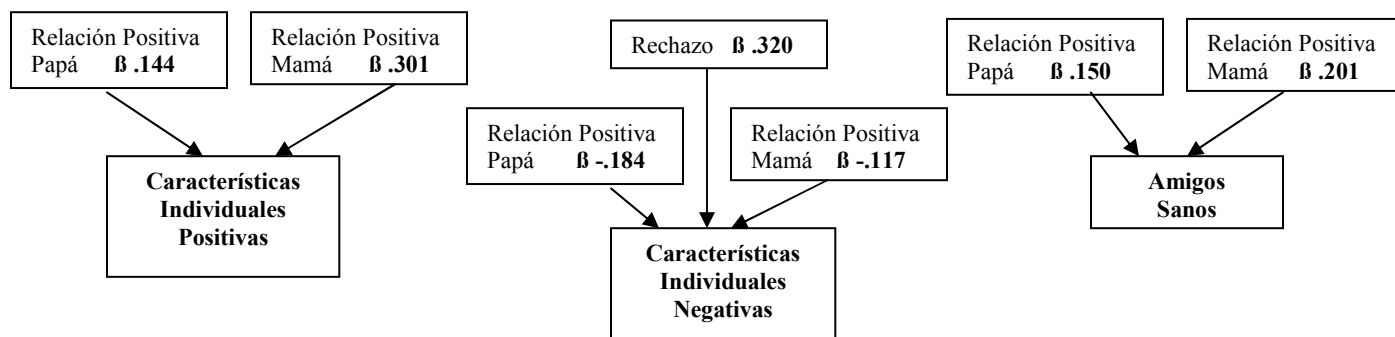 Relación Positiva
Papá ß .144
Relación Positiva
Mamá ß .301
Características
Individuales
Positivas
Rechazo ß .320
Relación Positiva
Papá ß -.184
Relación Positiva
Mamá ß -.117
Características
Individuales
Negativas
Relación Positiva
Papá ß .150
Relación Positiva
Mamá ß .201
Amigos
Sanos